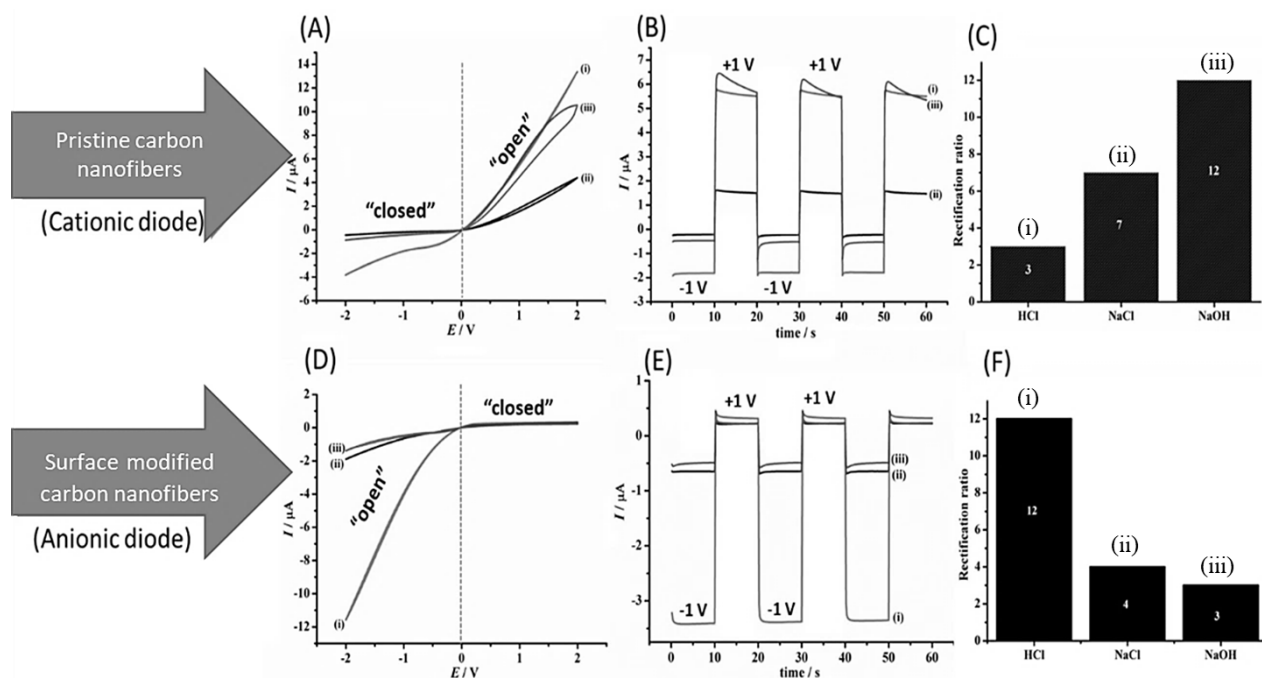 Pristine carbon
nanofibers
(Cationic diode)
(A)
I / µA
14
12
10
8
6
4
2
0
-2
-4
-6
"closed"
"open"
(i)
(iii)
(ii)
-2
-1
0
1
2
E / V
(B)
I / µA
7
6
5
4
3
2
1
0
-1
-2
-3
+1 V
+1 V
(i)
(iii)
(ii)
-1 V
-1 V
0
10
20
30
40
50
60
time / s
(C)
Rectification ratio
12
10
8
6
4
2
0
(i)
(ii)
(iii)
3
7
12
HCl
NaCl
NaOH
Surface modified
carbon nanofibers
(Anionic diode)
(D)
I / µA
2
0
-2
-4
-6
-8
-10
-12
"closed"
"open"
(iii)
(ii)
(i)
-2
-1
0
1
2
E / V
(E)
I / µA
1
0
-1
-2
-3
+1 V
+1 V
(iii)
(ii)
(i)
-1 V
-1 V
0
10
20
30
40
50
60
time / s
(F)
Rectification ratio
12
10
8
6
4
2
0
(i)
(ii)
(iii)
12
4
3
HCl
NaCl
NaOH